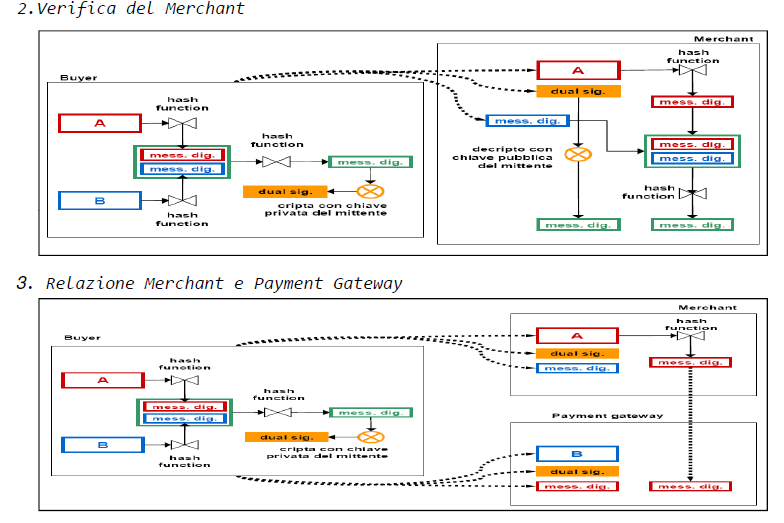 2.Verifica del Merchant
Merchant
Buyer
hash
function
A
mess. dig.
mess. dig.
B
hash
function
hash
function
mess. dig.
dual sig.
cripta con chiave
privata del mittente
A
dual sig.
mess. dig.
decripto con
chiave pubblica
del mittente
mess. dig.
hash
function
mess. dig.
mess. dig.
mess. dig.
hash
function
mess. dig.
3. Relazione Merchant e Payment Gateway
Merchant
Buyer
hash
function
A
mess. dig.
mess. dig.
B
hash
function
hash
function
mess. dig.
dual sig.
cripta con chiave
privata del mittente
A
dual sig.
mess. dig.
hash
function
mess. dig.
Payment gateway
B
dual sig.
mess. dig.
mess. dig.